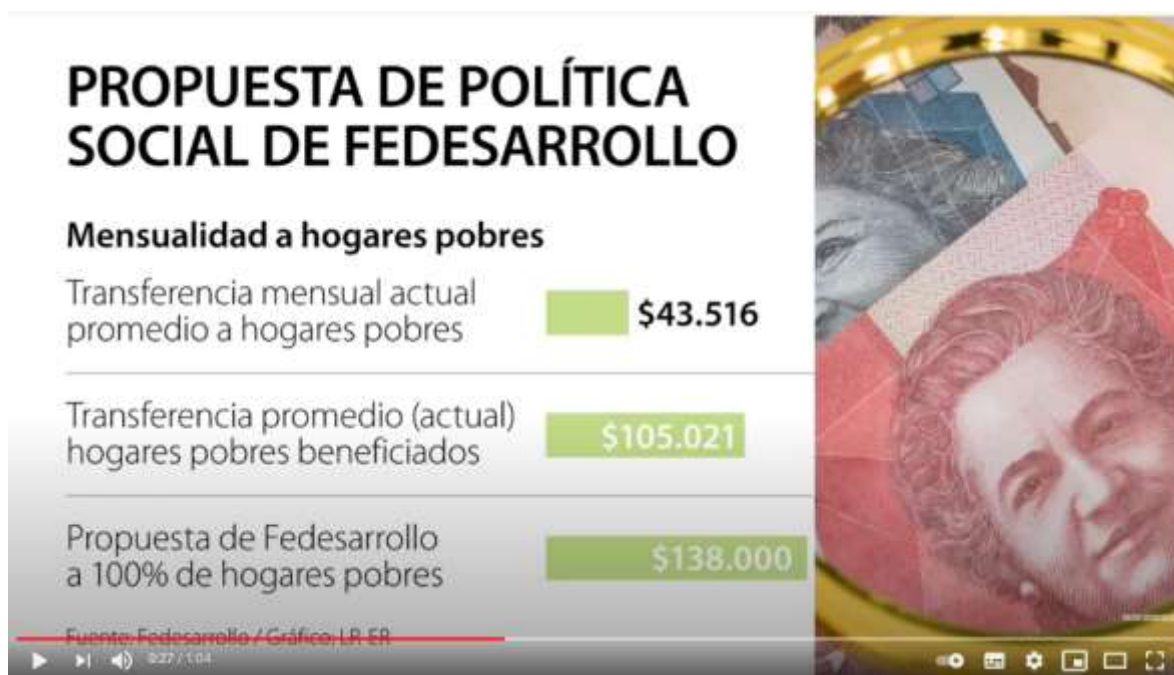 PROPUESTA DE POLÍTICA
SOCIAL DE FEDESARROLLO
Mensualidad a hogares pobres
Transferencia mensual actual
promedio a hogares pobres
$43.516
Transferencia promedio (actual)
hogares pobres beneficiados
$105.021
Propuesta de Fedesarrollo
a 100% de hogares pobres
$138.000
Fuente: Fedesarrollo / Gráfico: LR-ER
0:27 / 1:04